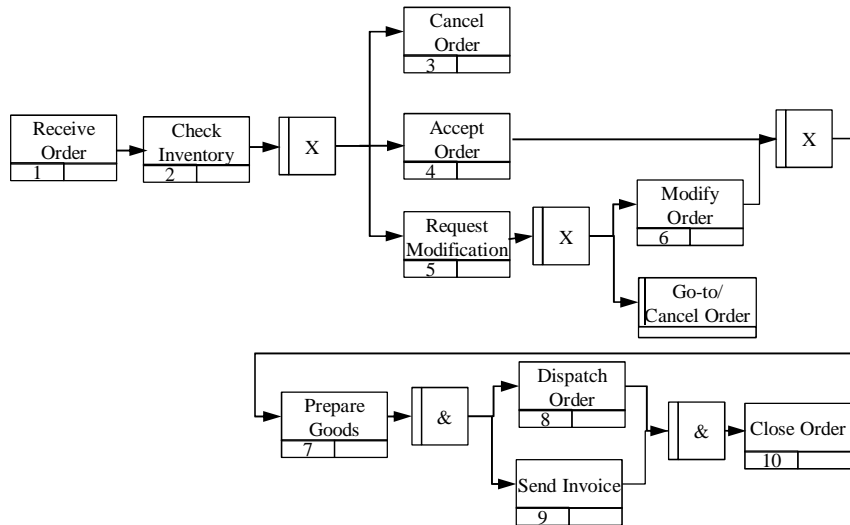 Cancel
Order
3
Receive
Order
1
Check
Inventory
2
X
Accept
Order
4
X
Request
Modification
5
X
Modify
Order
6
Go-to/
Cancel Order
Prepare
Goods
7
&
Dispatch
Order
8
Send Invoice
9
&
Close Order
10